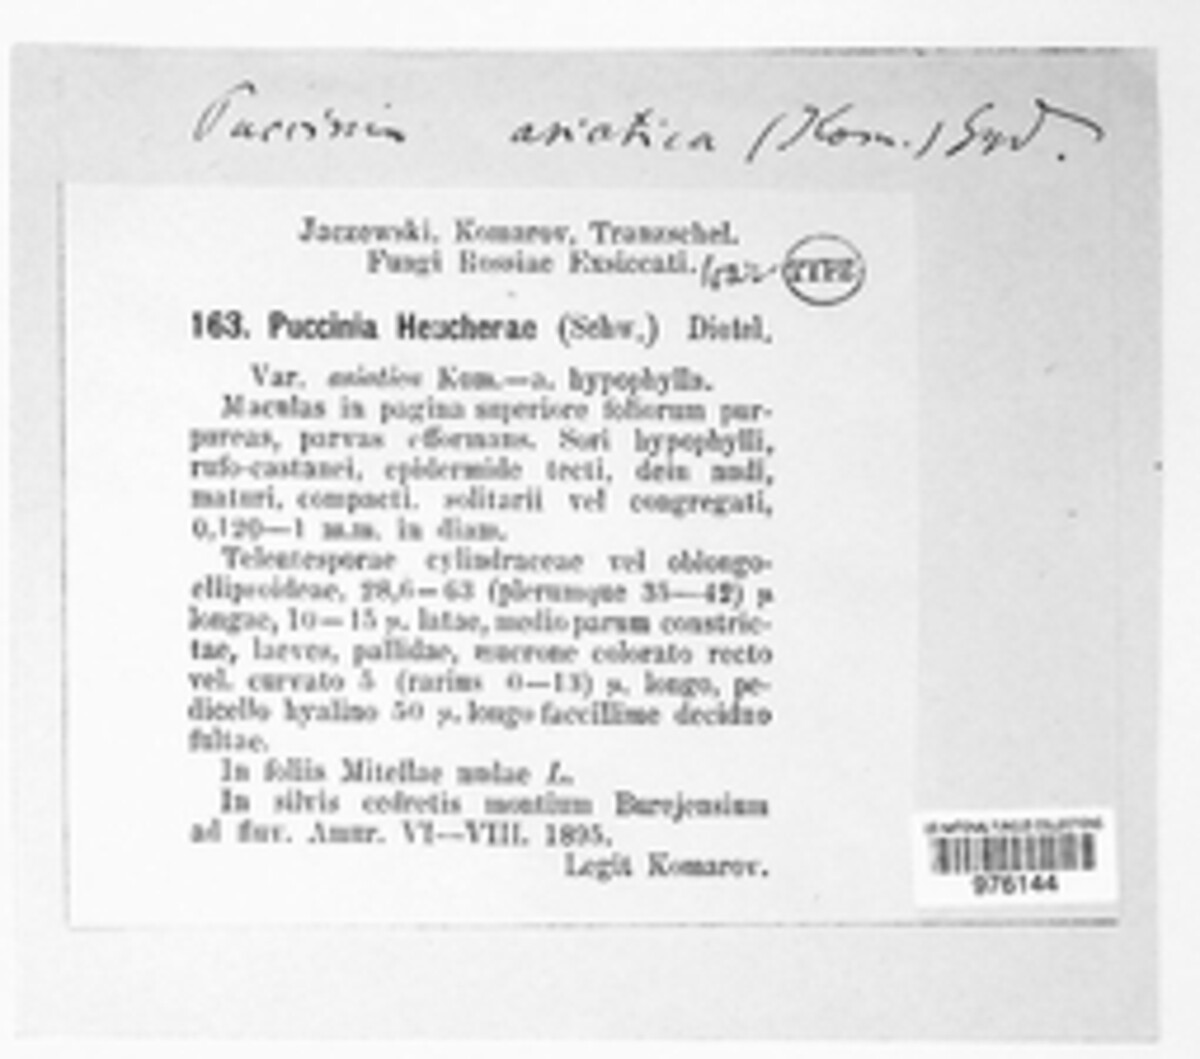 Puccinia asiatica (Kom.) Syd.
Jaczewski, Komarov, Tranzschel.
Fungi Rossiae Exsiccati.
TYPE
163. Puccinia Heucherae (Schw.) Dietel.
Var. asiatica Kom.—a. hypophylla.
Maculas in pagina superiore foliorum pur-
pureas, parvas efformans. Sori hypophylli,
rufo-castanei, epidermide tecti, dein nudi,
maturi, compacti, solitarii vel congregati,
0,120—1 m.m. in diam.
Teleutosporae cylindraceae vel oblongo-
ellipsoideae, 28,6—63 (plerumque 35—42) µ
longae, 10—15 µ. latae, medio parum constric-
tae, laeves, pallidae, mucrone colorato recto
vel. curvato 5 (rarius 0—13) µ. longo, pe-
dicello hyalino 50 µ. longo faccillime deciduo
fultae.
In foliis Mitellae nudae L.
In silvis cedretis montium Burejensium
ad fluv. Amur. VI—VIII. 1895.
Legit Komarov.
US NATIONAL FUNGUS COLLECTIONS
976144